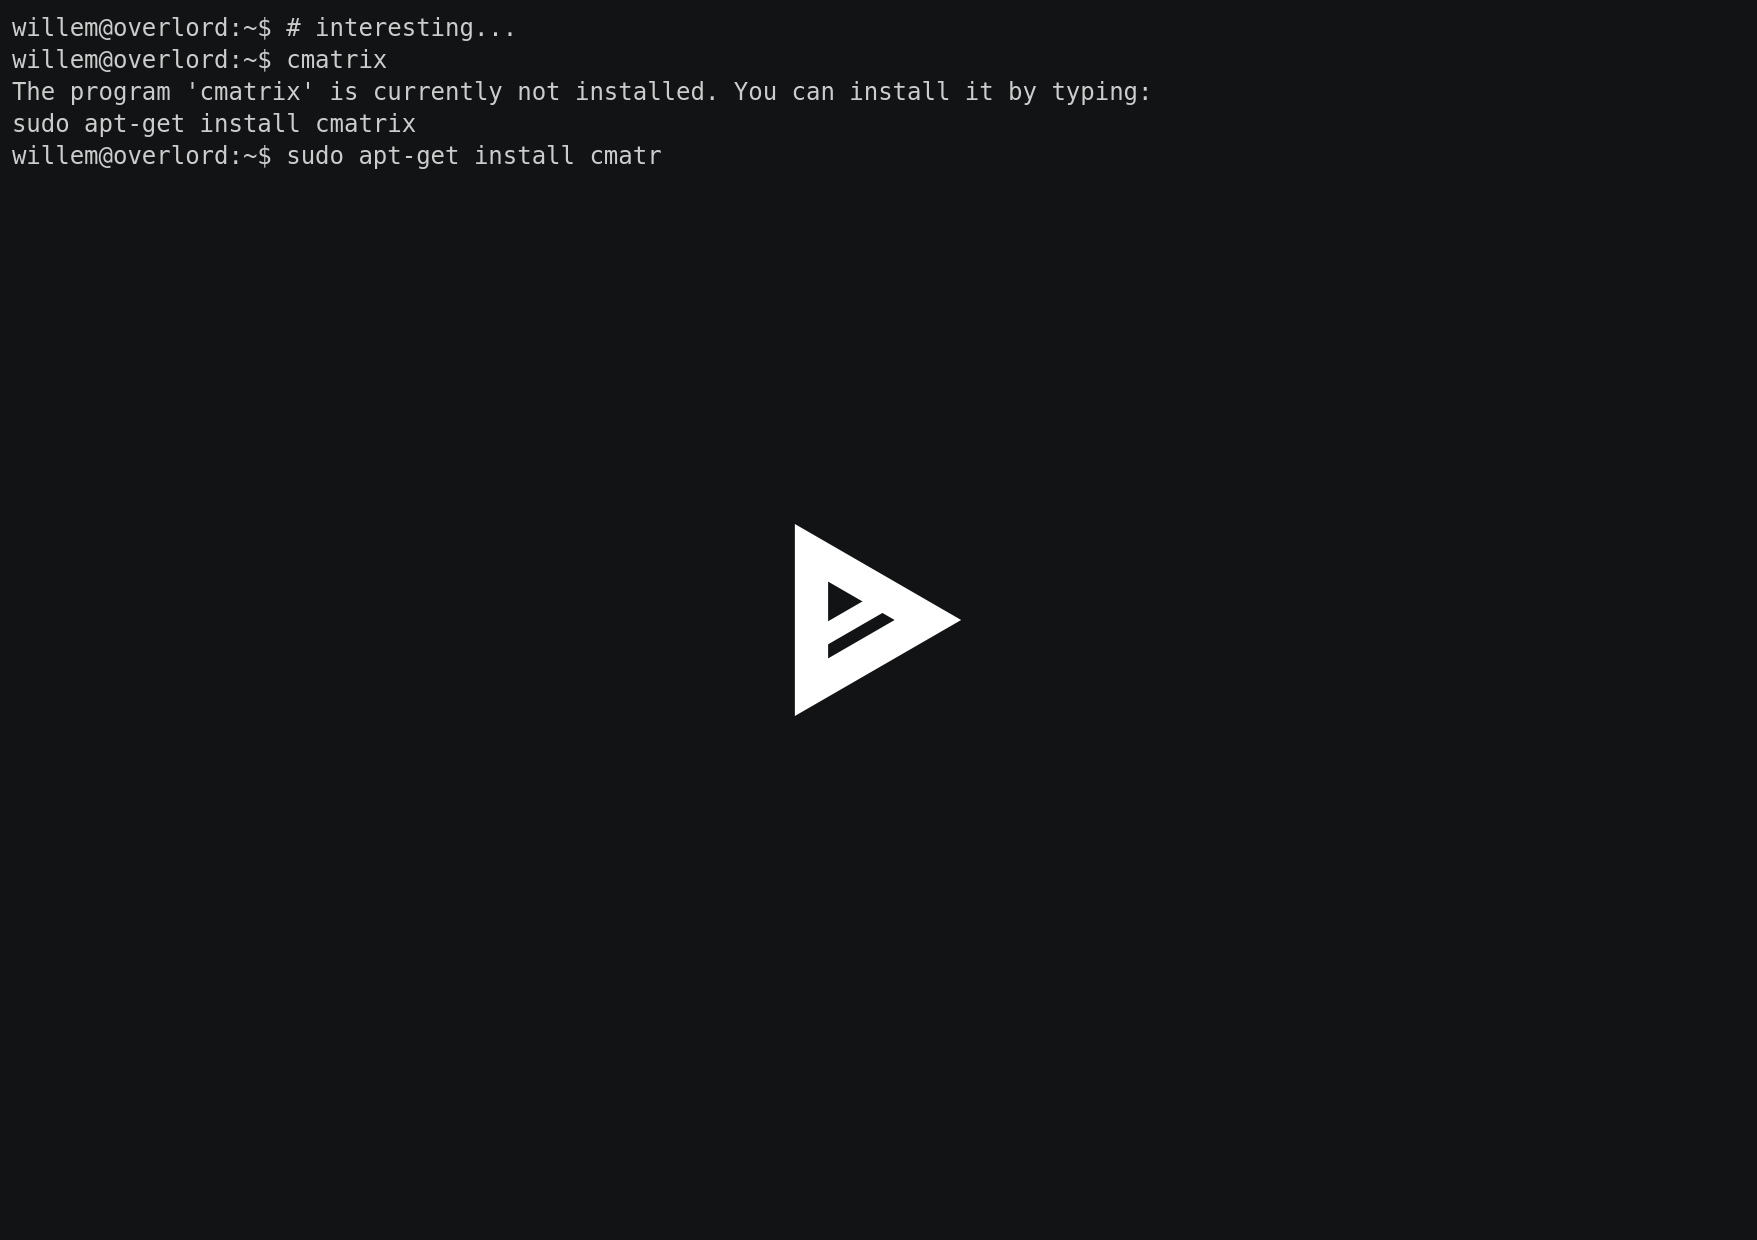 willem@overlord:~$ # interesting...
willem@overlord:~$ cmatrix
The program 'cmatrix' is currently not installed. You can install it by typing:
sudo apt-get install cmatrix
willem@overlord:~$ sudo apt-get install cmatr